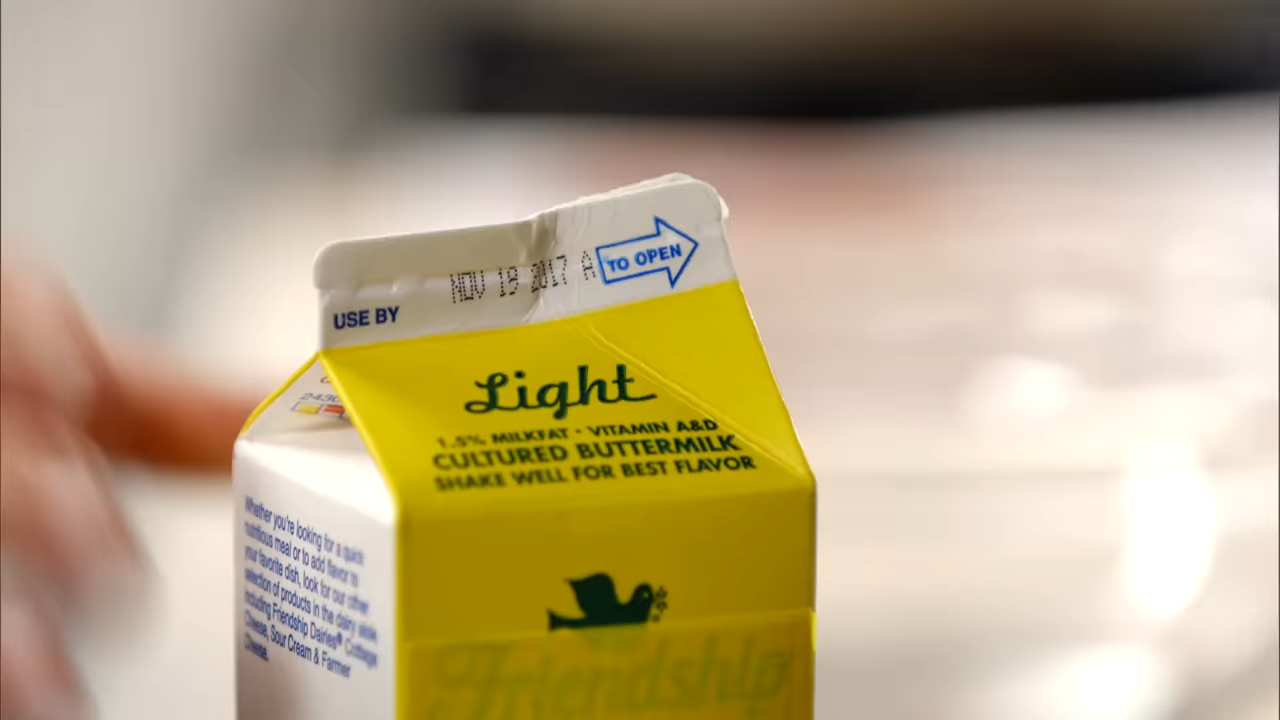 NOV 19 2017 A
TO OPEN
USE BY
Light
1.5% MILKFAT · VITAMIN A&D
CULTURED BUTTERMILK
SHAKE WELL FOR BEST FLAVOR
Friendship
2430
Whether you're looking for a quick
nutritious meal or to add flavor to
your favorite dish, look for our other
selection of products in the dairy aisle
including Friendship Dairies® Cottage
Cheese, Sour Cream & Farmer
Cheese.